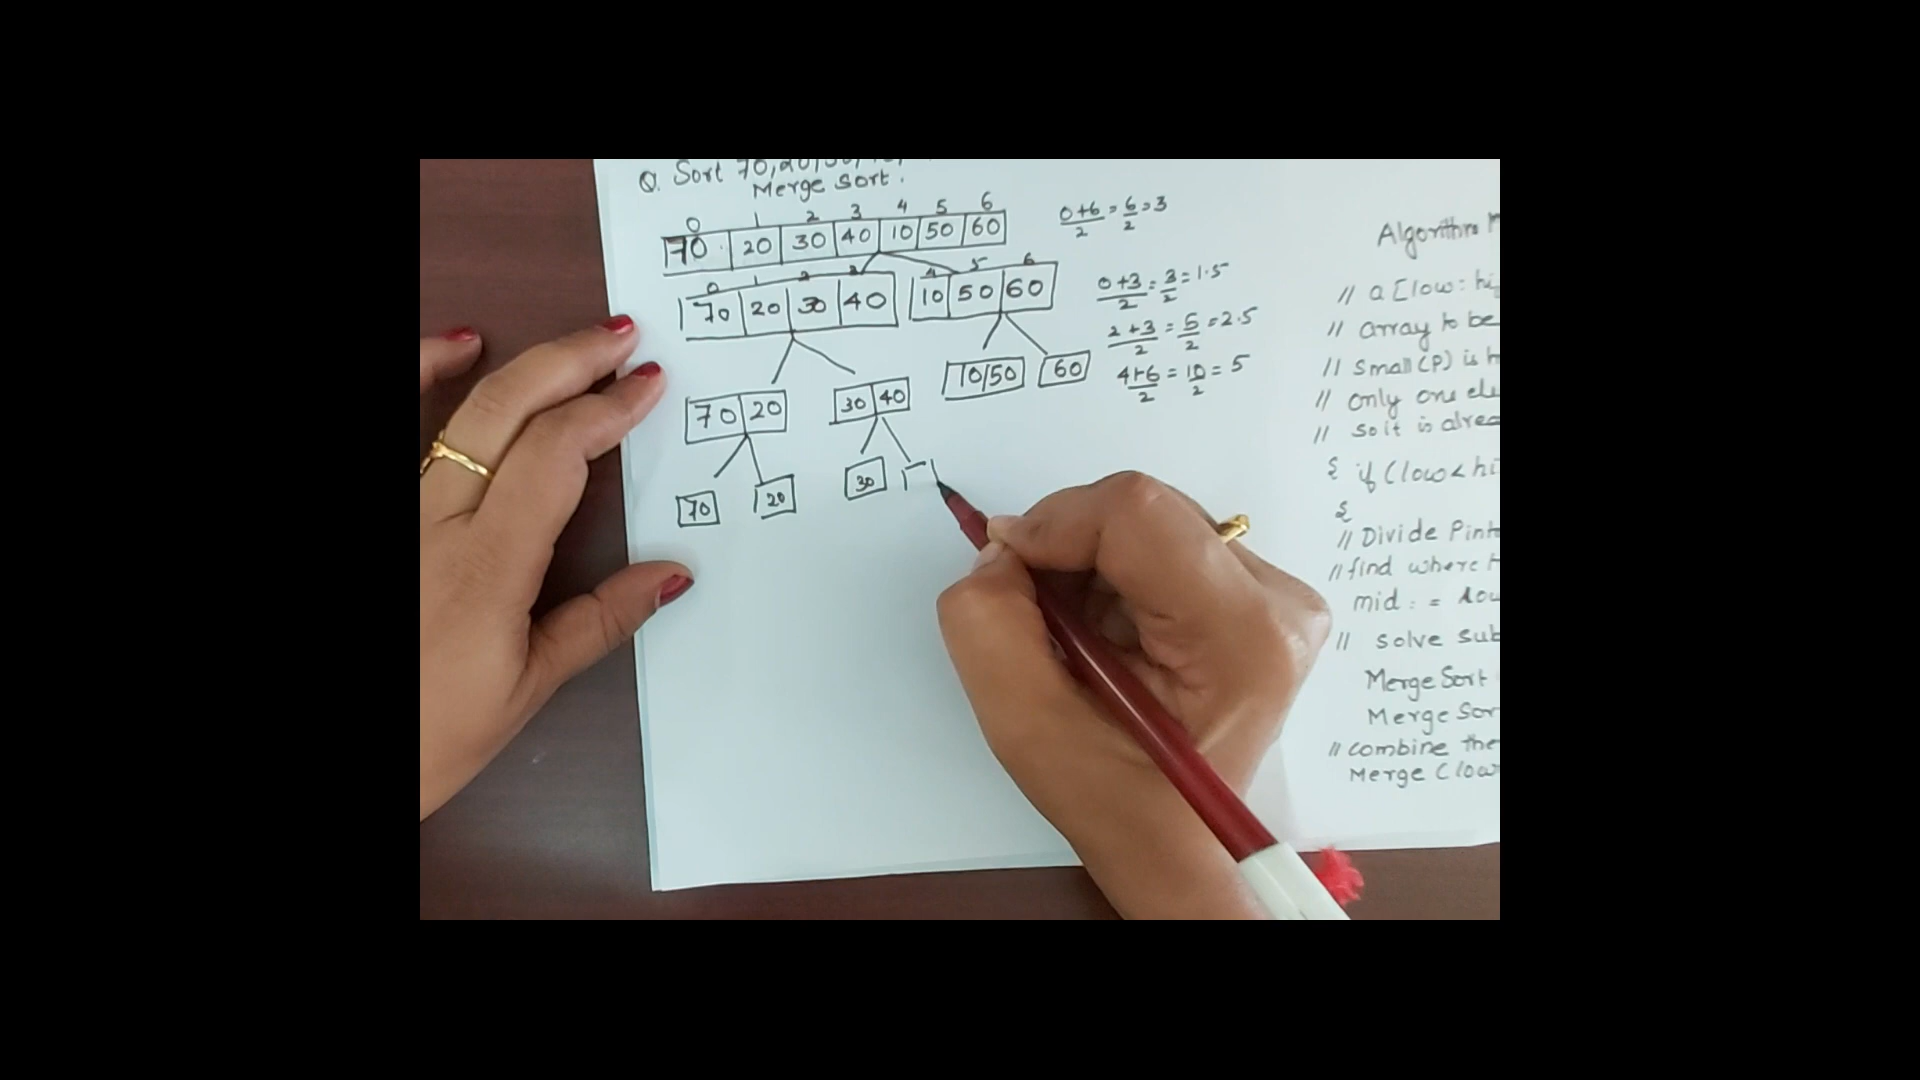 Q. Sort 70, 20, 30,
Merge Sort.
0 1 2 3 4 5 6
70 20 30 40 10 50 60
0+6/2 = 6/2 = 3
0 1 2 3 4 5 6
70 20 30 40 10 50 60
0+3/2 = 3/2 = 1.5
2+3/2 = 5/2 = 2.5
4+6/2 = 10/2 = 5
10/50 60
70 20 30 40
70 20 30
Algorithm
// a [low: hi
// array to be
// Small(P) is
// only one ele
// so it is alrea
{ if (low < hi
{
// Divide P into
// find where
mid : = low
// solve sub
Merge Sort
Merge Sor
// combine the
Merge (low